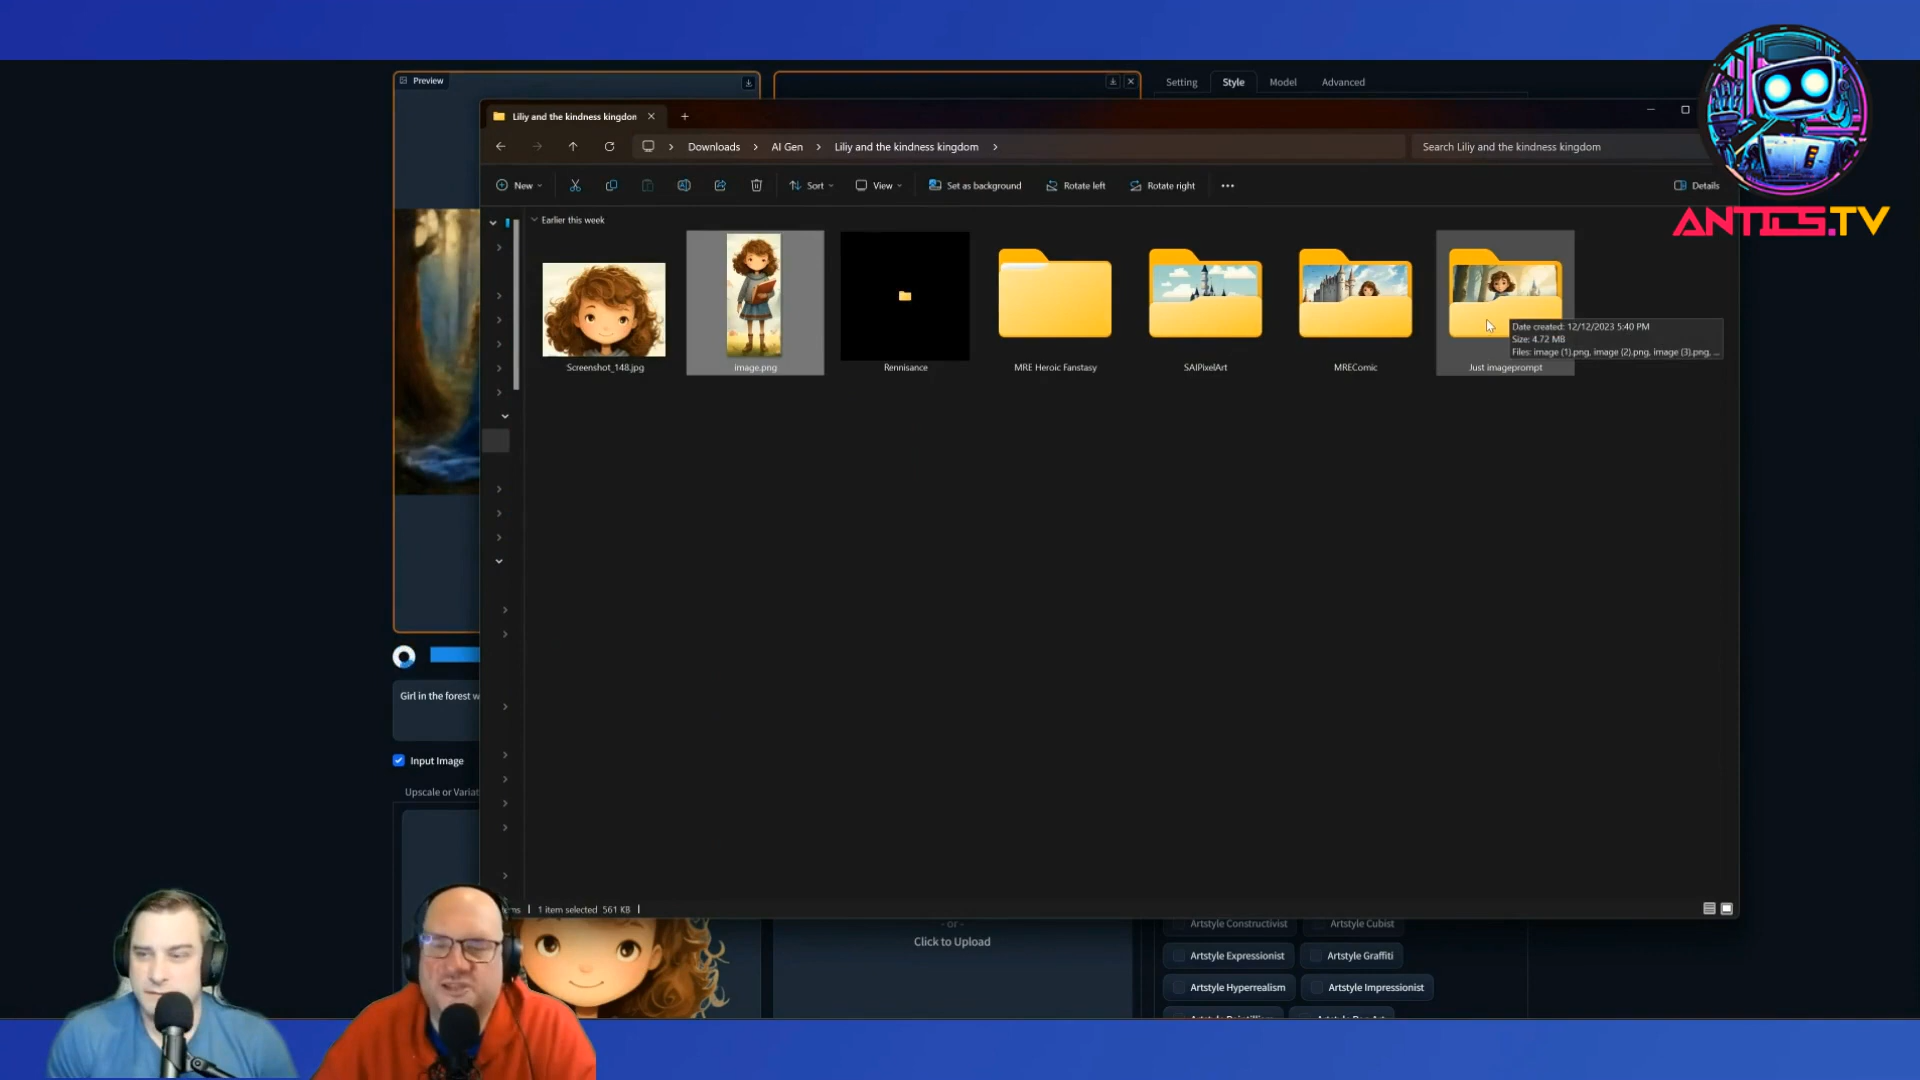 Preview
Setting
Style
Model
Advanced
Liliy and the kindness kingdon
Downloads
AI Gen
Liliy and the kindness kingdom
Search Liliy and the kindness kingdom
New
Sort
View
Set as background
Rotate left
Rotate right
Details
ANTICS.TV
Earlier this week
Screenshot_148.jpg
image.png
Rennisance
MRE Heroic Fanstasy
SAIPixelArt
MREComic
Just imageprompt
Date created: 12/12/2023 5:40 PM
Size: 4.72 MB
Files: image (1).png, image (2).png, image (3).png, ...
Girl in the forest w
Input Image
Upscale or Variat
1 item selected 561 KB
- or -
Click to Upload
Artstyle Constructivist
Artstyle Cubist
Artstyle Expressionist
Artstyle Graffiti
Artstyle Hyperrealism
Artstyle Impressionist